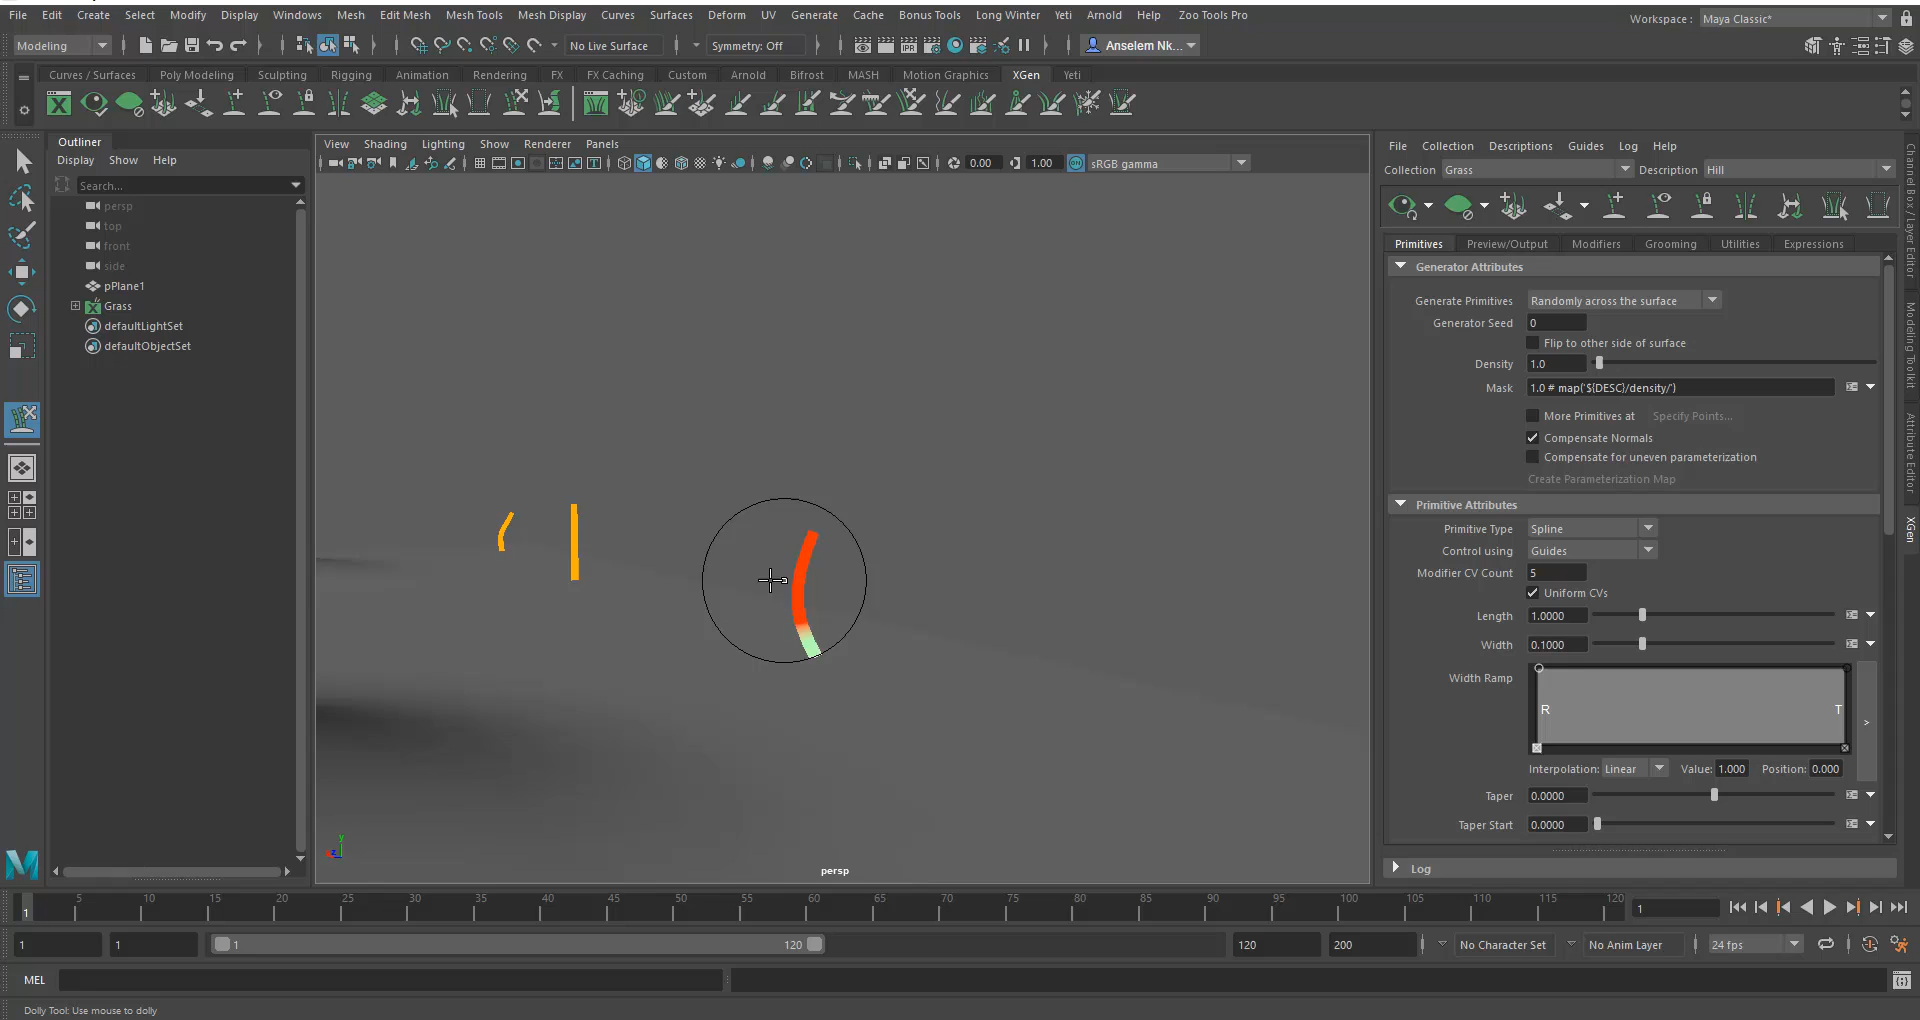 File Edit Create Select Modify Display Windows Mesh Edit Mesh Mesh Tools Mesh Display Curves Surfaces Deform UV Generate Cache Bonus Tools Long Winter Yeti Arnold Help Zoo Tools Pro
Workspace : Maya Classic*
Modeling
No Live Surface
Symmetry: Off
Anselem Nk...
Curves / Surfaces Poly Modeling Sculpting Rigging Animation Rendering FX FX Caching Custom Arnold Bifrost MASH Motion Graphics XGen Yeti
IPR
Outliner
Display Show Help
Search...
persp
top
front
side
pPlane1
Grass
defaultLightSet
defaultObjectSet
View Shading Lighting Show Renderer Panels
0.00
1.00
sRGB gamma
y
z
persp
File Collection Descriptions Guides Log Help
Collection Grass
Description Hill
Primitives Preview/Output Modifiers Grooming Utilities Expressions
Generator Attributes
Generate Primitives Randomly across the surface
Generator Seed 0
Flip to other side of surface
Density 1.0
Mask 1.0 # map('${DESC}/density/')
More Primitives at Specify Points...
Compensate Normals
Compensate for uneven parameterization
Create Parameterization Map
Primitive Attributes
Primitive Type Spline
Control using Guides
Modifier CV Count 5
Uniform CVs
Length 1.0000
Width 0.1000
Width Ramp
R T
>
Interpolation: Linear Value: 1.000 Position: 0.000
Taper 0.0000
Taper Start 0.0000
Log
Channel Box / Layer Editor
Modeling Toolkit
Attribute Editor
XGen
1 5 10 15 20 25 30 35 40 45 50 55 60 65 70 75 80 85 90 95 100 105 110 115 120
1
1 1 1 120 120 200
No Character Set
No Anim Layer
24 fps
MEL
Dolly Tool: Use mouse to dolly